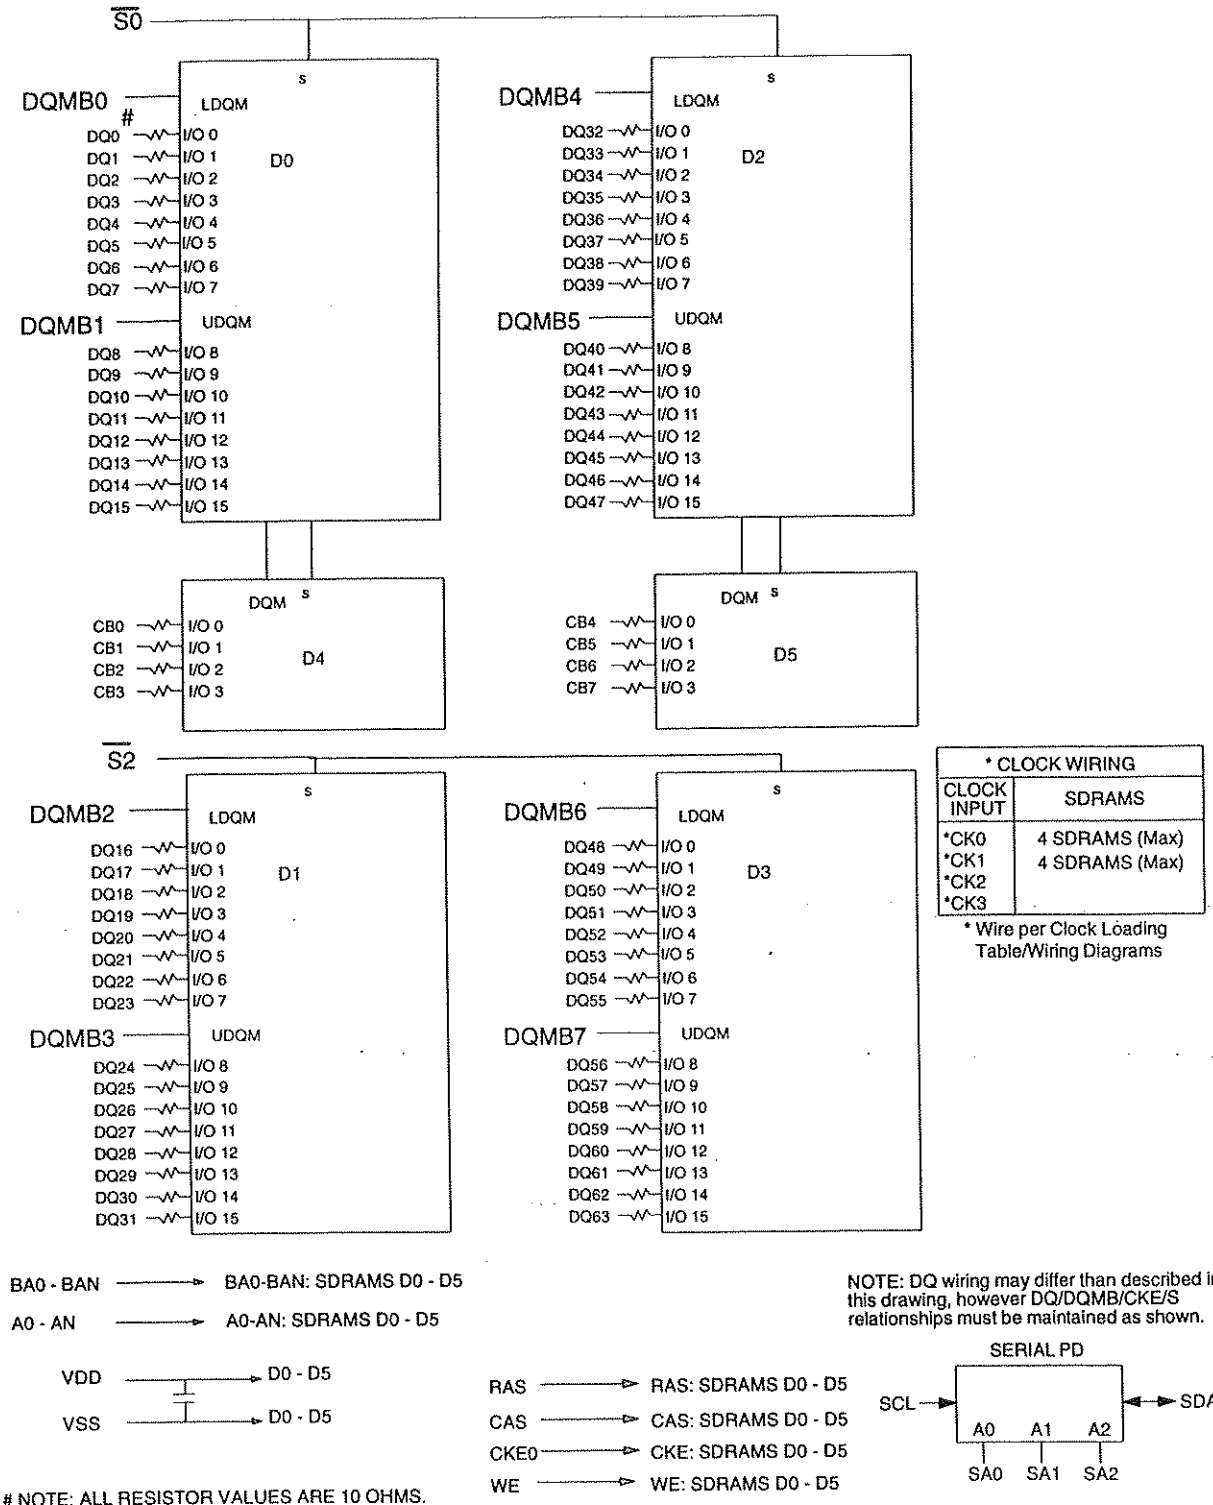 S0
s
s
DQMB0
LDQM
DQMB4
LDQM
#
DQ0 I/O 0
DQ1 I/O 1
D0
DQ2 I/O 2
DQ3 I/O 3
DQ4 I/O 4
DQ5 I/O 5
DQ6 I/O 6
DQ7 I/O 7
DQ32 I/O 0
DQ33 I/O 1
D2
DQ34 I/O 2
DQ35 I/O 3
DQ36 I/O 4
DQ37 I/O 5
DQ38 I/O 6
DQ39 I/O 7
DQMB1
UDQM
DQMB5
UDQM
DQ8 I/O 8
DQ9 I/O 9
DQ10 I/O 10
DQ11 I/O 11
DQ12 I/O 12
DQ13 I/O 13
DQ14 I/O 14
DQ15 I/O 15
DQ40 I/O 8
DQ41 I/O 9
DQ42 I/O 10
DQ43 I/O 11
DQ44 I/O 12
DQ45 I/O 13
DQ46 I/O 14
DQ47 I/O 15
DQM s
CB0 I/O 0
CB1 I/O 1
D4
CB2 I/O 2
CB3 I/O 3
DQM s
CB4 I/O 0
CB5 I/O 1
D5
CB6 I/O 2
CB7 I/O 3
S2
s
s
DQMB2
LDQM
DQMB6
LDQM
DQ16 I/O 0
DQ17 I/O 1
D1
DQ18 I/O 2
DQ19 I/O 3
DQ20 I/O 4
DQ21 I/O 5
DQ22 I/O 6
DQ23 I/O 7
DQ48 I/O 0
DQ49 I/O 1
D3
DQ50 I/O 2
DQ51 I/O 3
DQ52 I/O 4
DQ53 I/O 5
DQ54 I/O 6
DQ55 I/O 7
DQMB3
UDQM
DQMB7
UDQM
DQ24 I/O 8
DQ25 I/O 9
DQ26 I/O 10
DQ27 I/O 11
DQ28 I/O 12
DQ29 I/O 13
DQ30 I/O 14
DQ31 I/O 15
DQ56 I/O 8
DQ57 I/O 9
DQ58 I/O 10
DQ59 I/O 11
DQ60 I/O 12
DQ61 I/O 13
DQ62 I/O 14
DQ63 I/O 15
* CLOCK WIRING
CLOCK INPUT
SDRAMS
*CK0 4 SDRAMS (Max)
*CK1 4 SDRAMS (Max)
*CK2
*CK3
* Wire per Clock Loading
Table/Wiring Diagrams
BA0 - BAN BA0-BAN: SDRAMS D0 - D5
A0 - AN A0-AN: SDRAMS D0 - D5
VDD D0 - D5
VSS D0 - D5
RAS RAS: SDRAMS D0 - D5
CAS CAS: SDRAMS D0 - D5
CKE0 CKE: SDRAMS D0 - D5
WE WE: SDRAMS D0 - D5
NOTE: DQ wiring may differ than described in
this drawing, however DQ/DQMB/CKE/S
relationships must be maintained as shown.
SERIAL PD
SCL
SDA
A0 A1 A2
SA0 SA1 SA2
# NOTE: ALL RESISTOR VALUES ARE 10 OHMS.